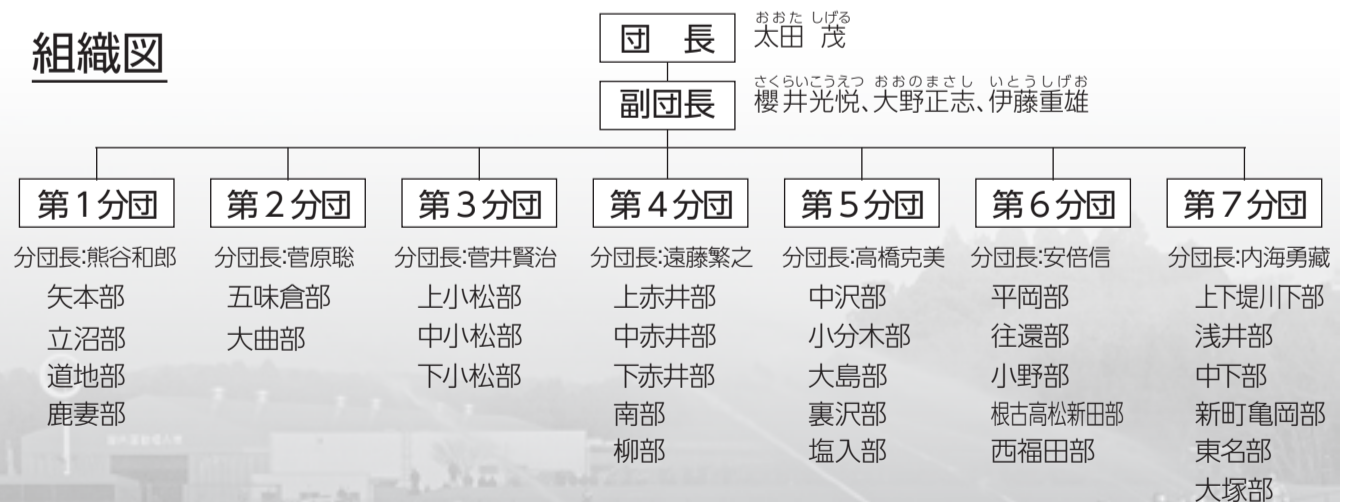 組織図
団　長
おおた しげる
太田 茂
副団長
さくらいこうえつ おおのまさし いとうしげお
櫻井光悦、大野正志、伊藤重雄
第1分団
分団長:熊谷和郎
矢本部
立沼部
道地部
鹿妻部
第2分団
分団長:菅原聡
五味倉部
大曲部
第3分団
分団長:菅井賢治
上小松部
中小松部
下小松部
第4分団
分団長:遠藤繁之
上赤井部
中赤井部
下赤井部
南部
柳部
第5分団
分団長:高橋克美
中沢部
小分木部
大島部
裏沢部
塩入部
第6分団
分団長:安倍信
平岡部
往還部
小野部
根古高松新田部
西福田部
第7分団
分団長:内海勇藏
上下堤川下部
浅井部
中下部
新町亀岡部
東名部
大塚部